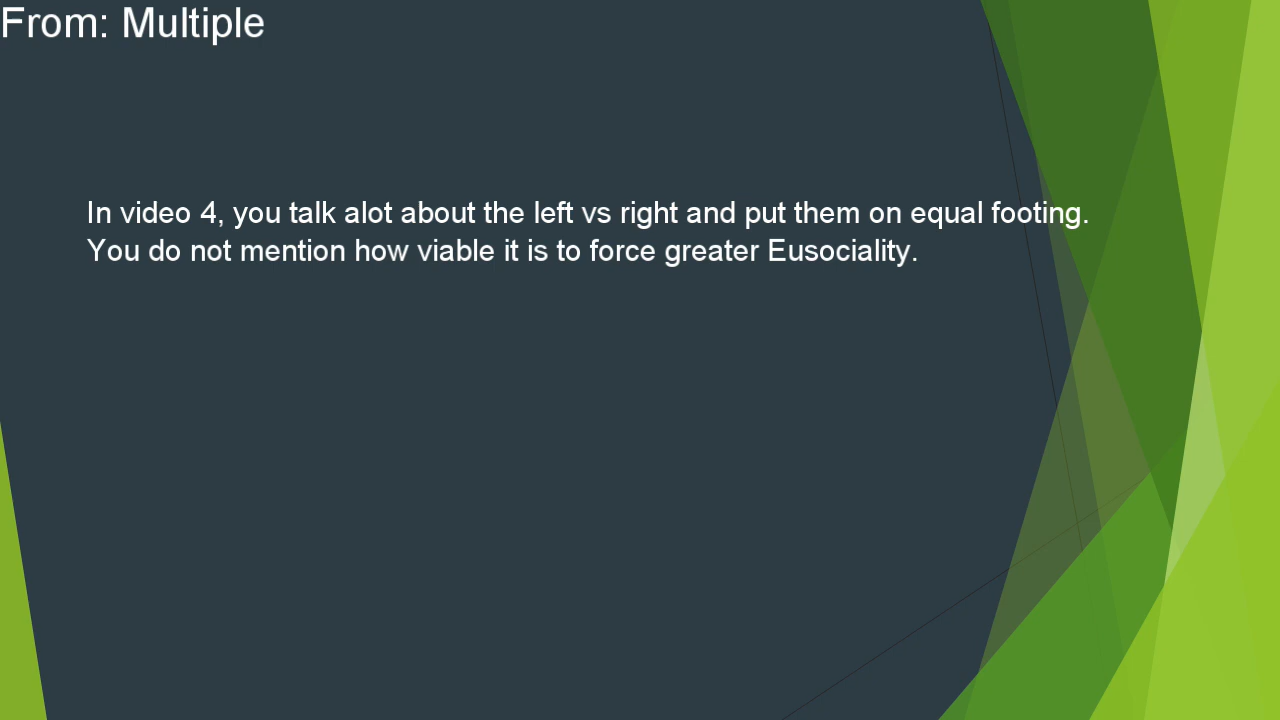 From: Multiple
In video 4, you talk alot about the left vs right and put them on equal footing.
You do not mention how viable it is to force greater Eusociality.